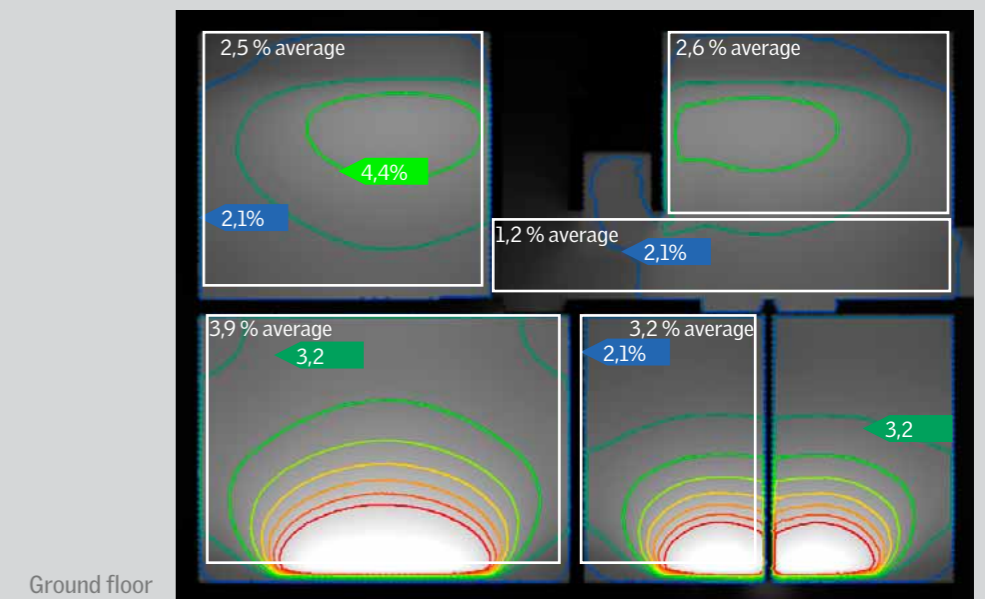 2,5 % average
2,6 % average
4,4%
2,1%
1,2 % average
2,1%
3,9 % average
3,2 % average
3,2
2,1%
3,2
Ground floor